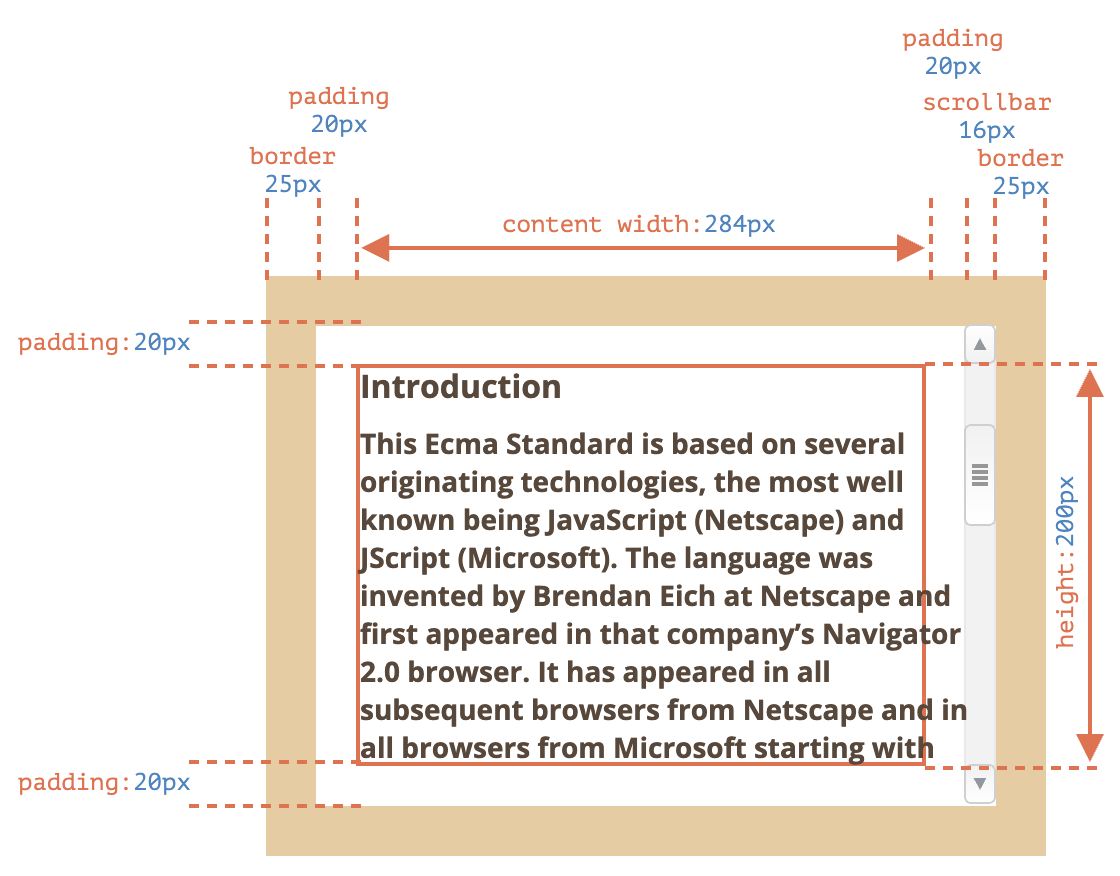 padding
20px
scrollbar
16px
border
25px
padding
20px
border
25px
content width:284px
padding:20px
Introduction
This Ecma Standard is based on several
originating technologies, the most well
known being JavaScript (Netscape) and
JScript (Microsoft). The language was
invented by Brendan Eich at Netscape and
first appeared in that company’s Navigator
2.0 browser. It has appeared in all
subsequent browsers from Netscape and in
all browsers from Microsoft starting with
height:200px
padding:20px